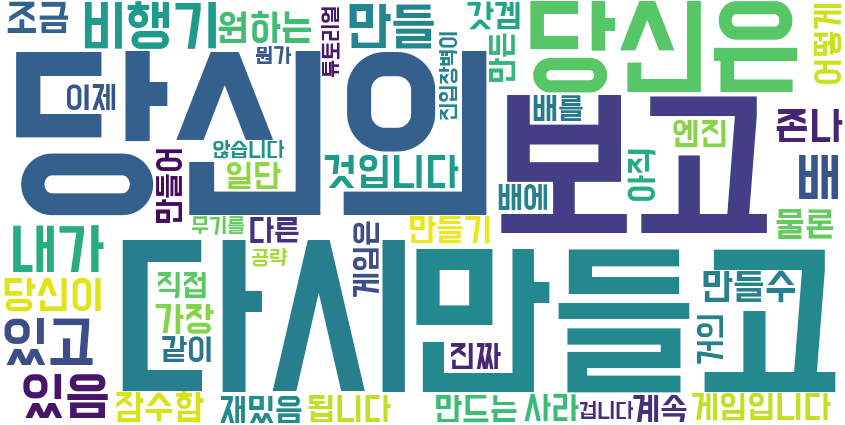 조금
비행기
원하는
뭔가
튜토리얼
만들
진입장벽이
갓겜
만든
당신은
어떻게
당신의
이제
보고
배를
엔진
존나
않습니다
일단
것입니다
배에
아직
배
만들어
무기를
다른
게임은
만들기
물론
내가
공략
다시
만들고
당신이
직접
가장
만들수
있고
같이
진짜
거의
있음
잠수함
재밌음
됩니다
만드는
사라
겁니다
계속
게임입니다